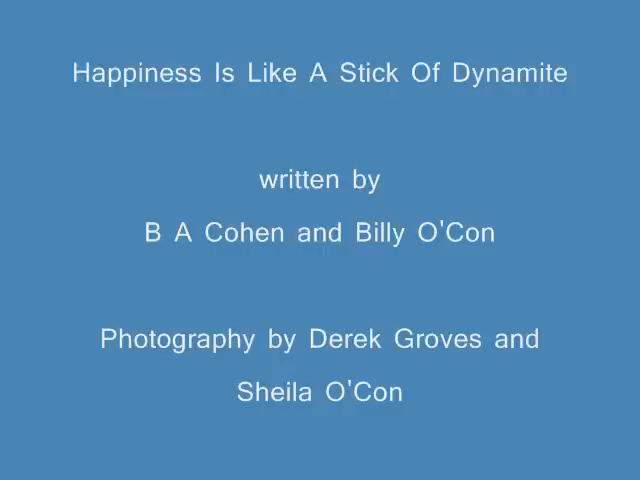 Happiness Is Like A Stick Of Dynamite
written by
B A Cohen and Billy O'Con
Photography by Derek Groves and
Sheila O'Con